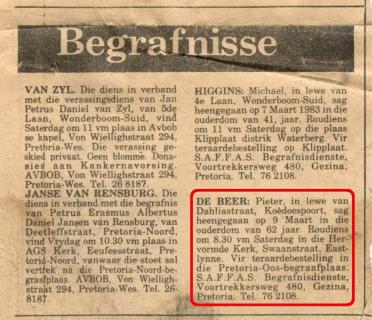 Begrafnisse
VAN ZYL. Die diens in verband
met die verassingsdiens van Jan
Petrus Daniel van Zyl, van 5de
Laan, Wonderboom-Suid, vind
Saterdag om 11 vm plaas in Avbob
se kapel, Von Wiellighstraat 294,
Pretoria-Wes. Die verassing ge-
skied privaat. Geen blomme. Dona-
sies aan Kankervavorsing.
AVBOB, Von Wiellighstraat 294,
Pretoria-Wes. Tel. 26 8187.
JANSE VAN RENSBURG. Die
diens in verband met die begrafnis
van Petrus Erasmus Albertus
Daniel Jansen van Rensburg, van
Deetlefsstraat, Pretoria-Noord,
vind Vrydag om 10.30 vm plaas in
AGS Kerk, Eeufeesstraat, Pre-
toria-Noord, vanwaar die stoet sal
vertrek na die Pretoria-Noord-be-
graafplaas. AVBOB, Von Wielligh-
straat 294, Pretoria-Wes. Tel. 26-
8187.
HIGGINS: Michael, in lewe van
4e Laan, Wonderboom-Suid, sag
heengegaan op 7 Maart 1983 in die
ouderdom van 41, jaar. Roudiens
om 11 vm Saterdag op die plaas
Klipplaat distrik Waterberg. Vir
teraardebestelling op Klipplaat.
S.A.F.F.A.S. Begrafnisdienste,
Voortrekkersweg 480, Gezina,
Pretoria. Tel. 76 2108.
DE BEER: Pieter, in lewe van
Dahliastraat, Koedoespoort, sag
heengegaan op 9 Maart in die
ouderdom van 62 jaar. Roudiens
om 8.30 vm Saterdag in die Her-
vormde Kerk, Swaanstraat, East-
lynne. Vir teraardebestelling in
die Pretoria-Oos-begraafplaas.
S.A.F.F.A.S. Begrafnisdienste,
Voortrekkersweg 480, Gezina,
Pretoria. Tel. 76 2108.